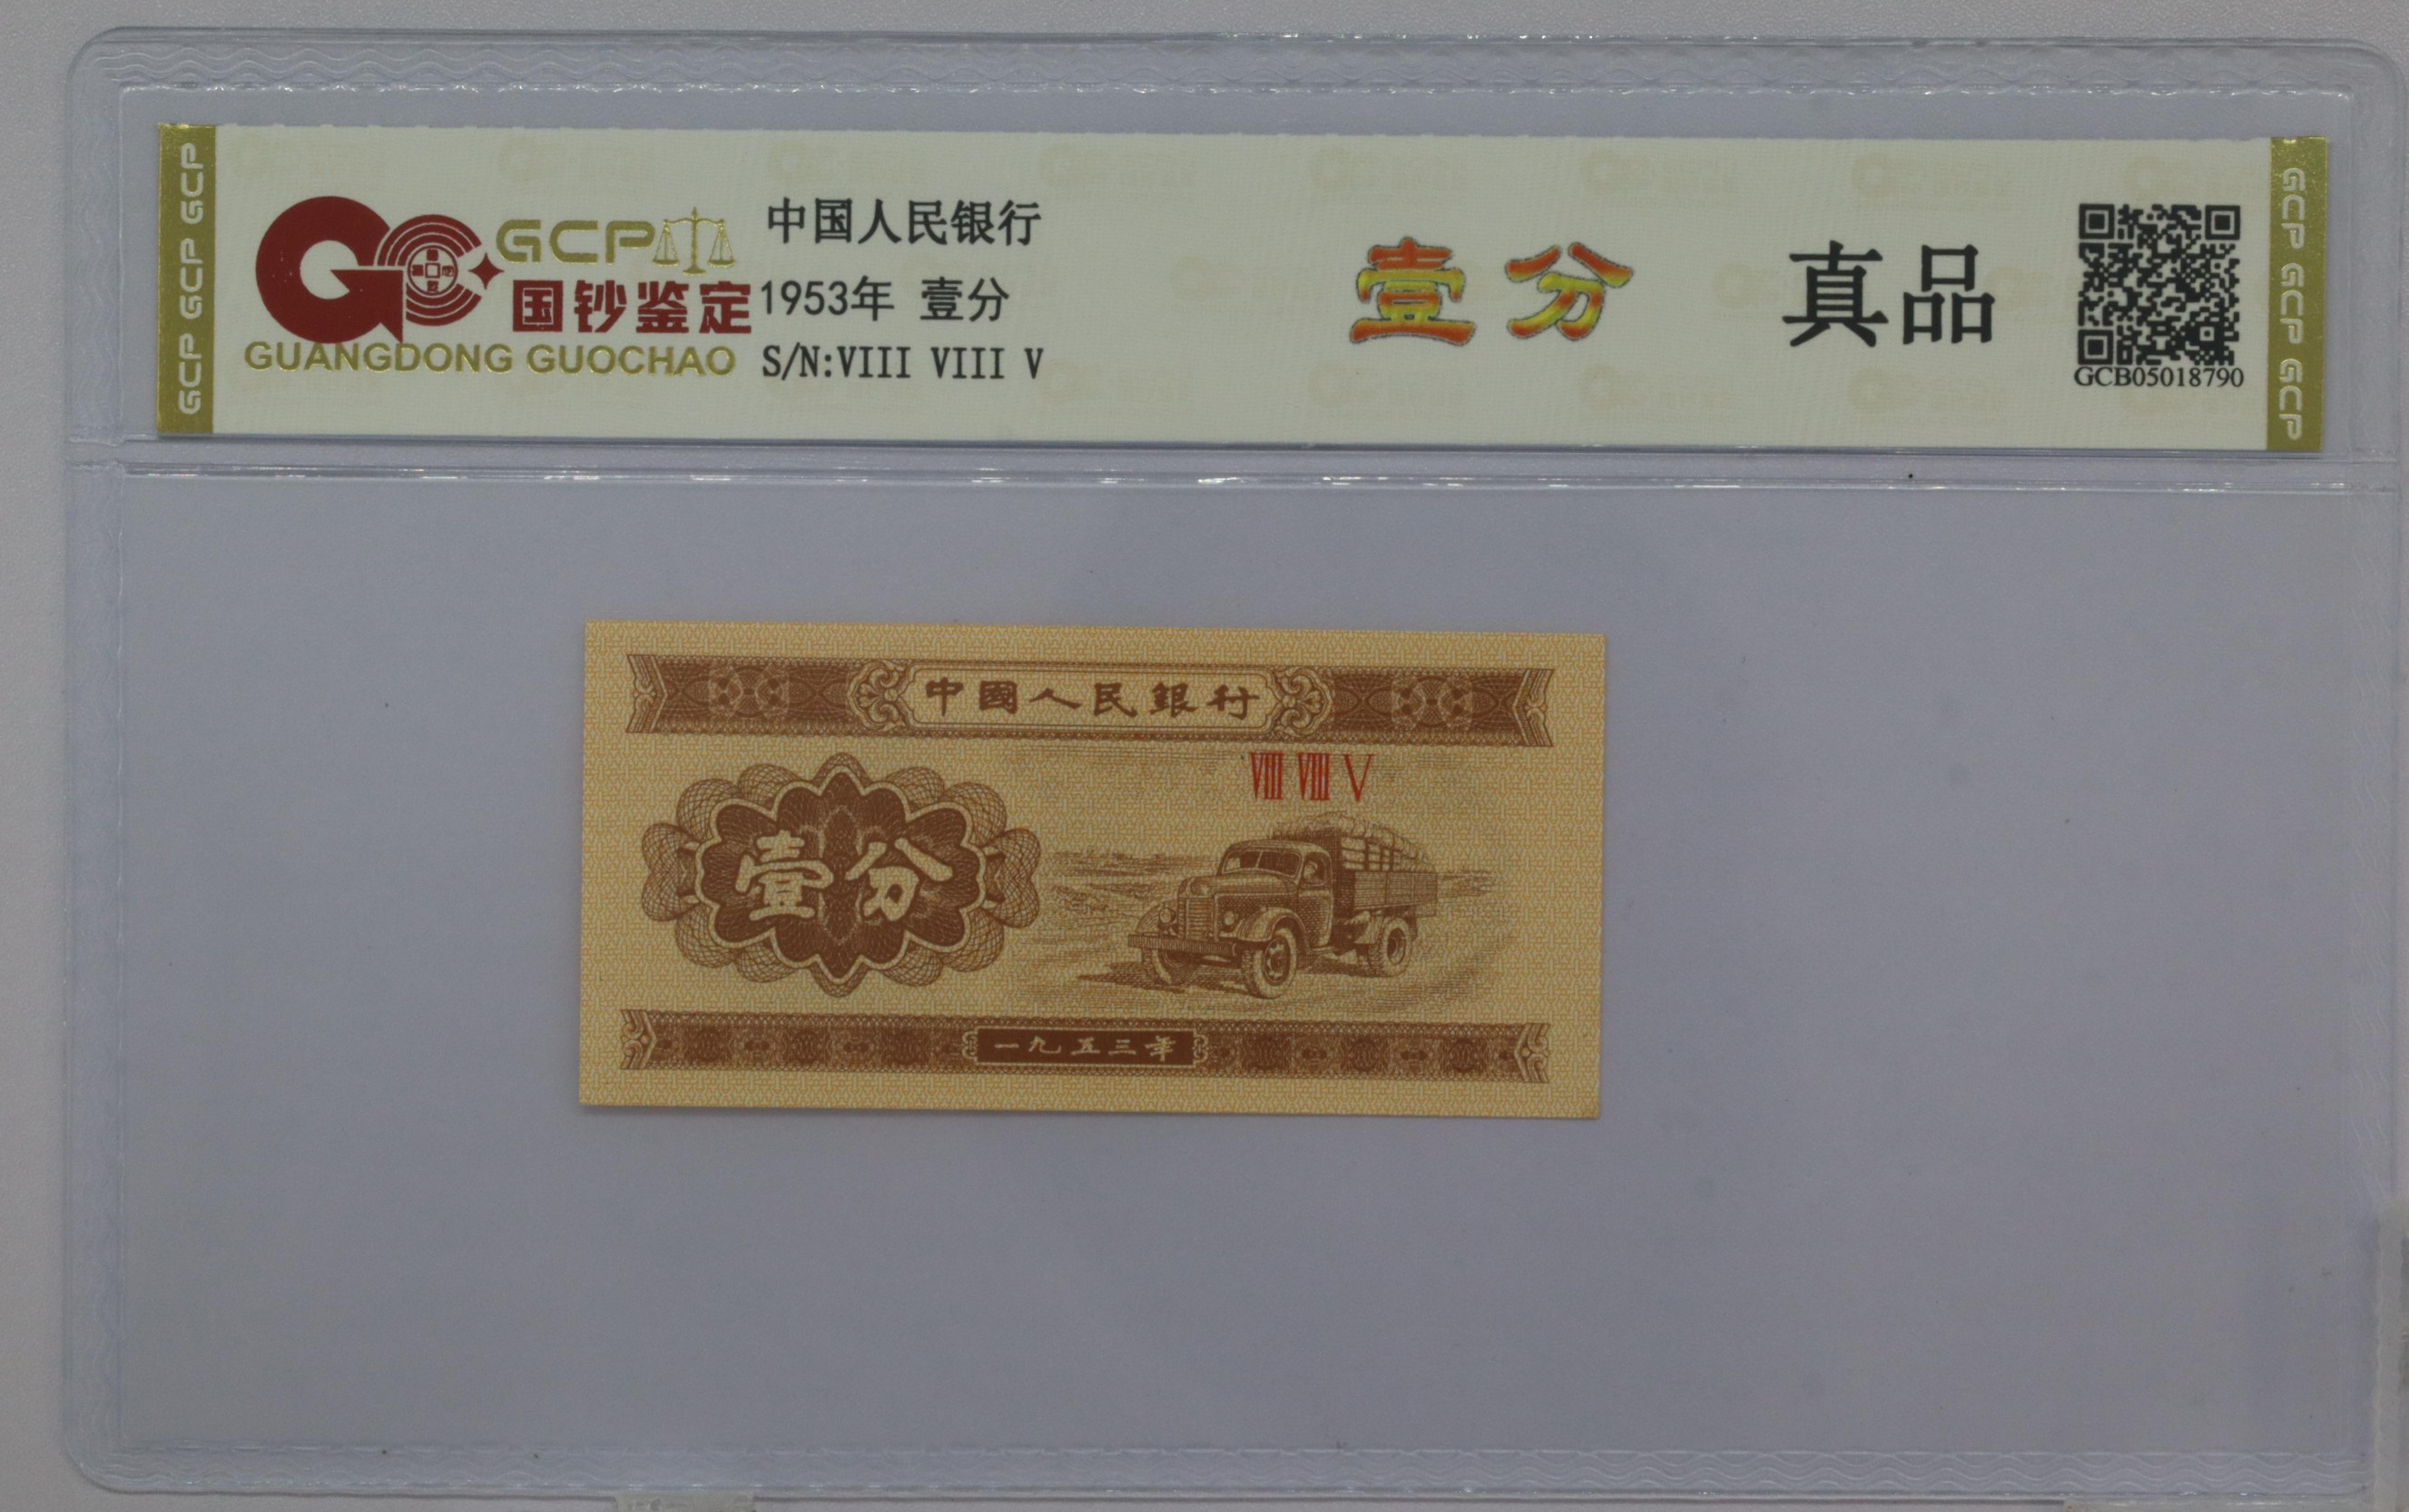 GCP GCP GCP
GCP
国钞鉴定
GUANGDONG GUOCHAO
中国人民银行
1953年 壹分
S/N:VIII VIII V
壹分
真品
GCB05018790
GCP GCP GCP
中國人民銀行
VIII VIII V
壹分
一九五三年